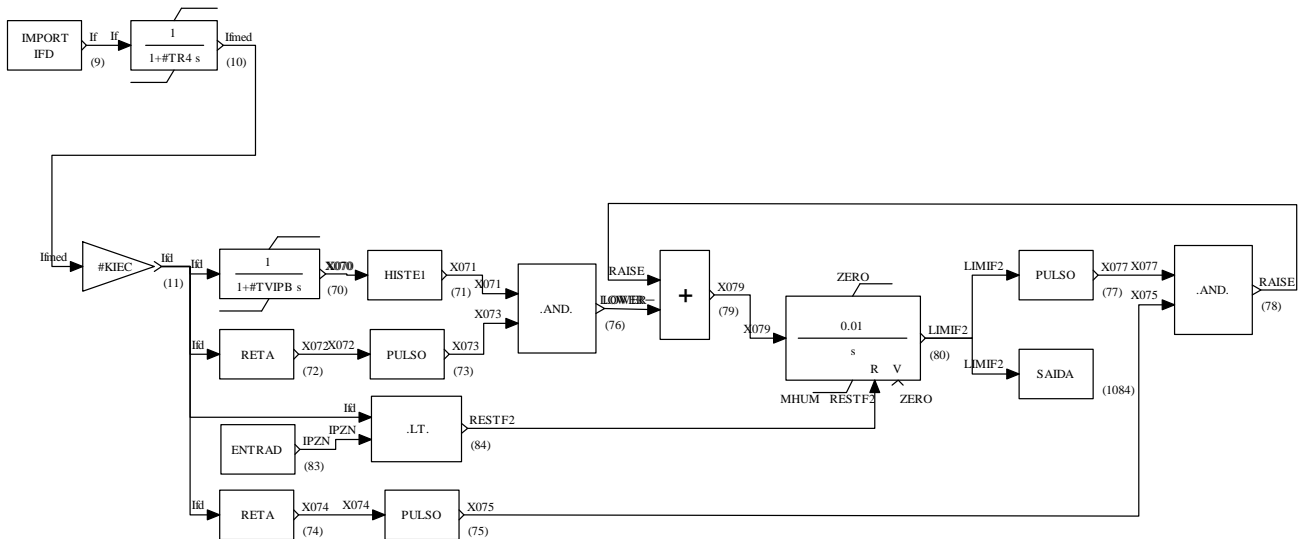 IMPORT
IFD
If
If
(9)
1
1+#TR4 s
Ifmed
(10)
Ifmed
#KIEC
Ifd
(11)
Ifd
1
1+#TVIPB s
X070
(70)
HISTE1
X071
(71)
X071
X073
.AND.
LOWER
(76)
RAISE
+
X079
(79)
X079
ZERO
0.01
s
R V
MHUM
RESTF2
ZERO
LIMIF2
(80)
LIMIF2
PULSO
X077
(77)
X077
X075
.AND.
RAISE
(78)
LIMIF2
SAIDA
(1084)
Ifd
RETA
X072
(72)
X072
PULSO
X073
(73)
Ifd
ENTRAD
IPZN
(83)
IPZN
.LT.
RESTF2
(84)
Ifd
RETA
X074
(74)
X074
PULSO
X075
(75)